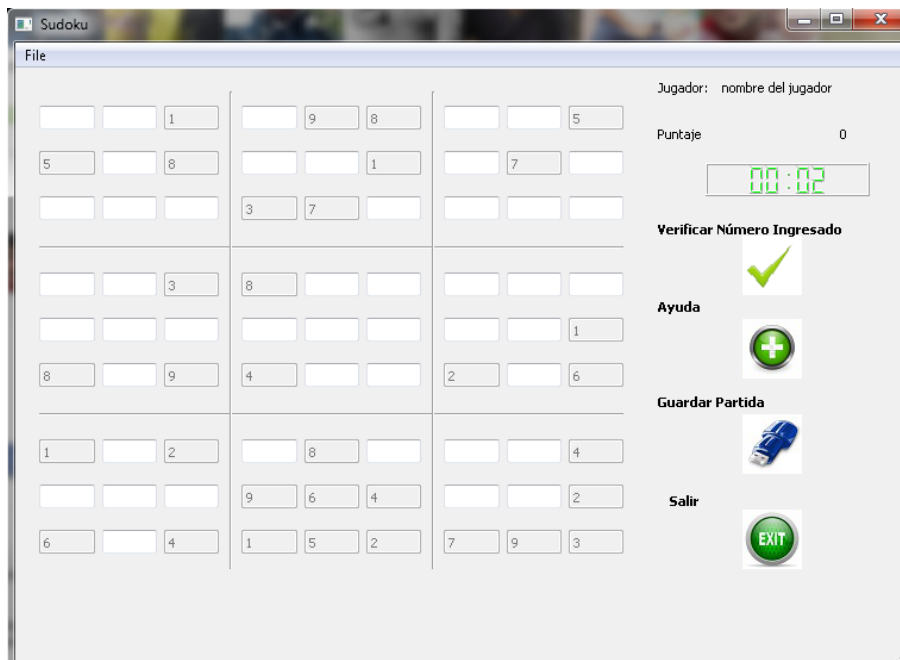 Sudoku
File
Jugador: nombre del jugador
1 9 8 5
Puntaje 0
5 8 1 7
00:02
3 7
Verificar Número Ingresado
3 8
Ayuda
1
8 9 4 2 6
Guardar Partida
1 2 8 4
9 6 4 2
Salir
6 4 1 5 2 7 9 3
EXIT